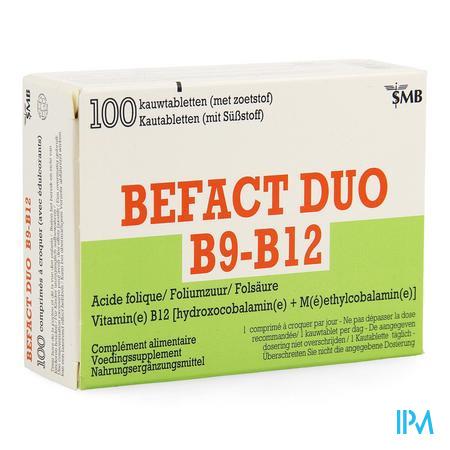 100 kauwtabletten (met zoetstof)
Kautabletten (mit Süßstoff)
SMB
BEFACT DUO
B9-B12
Acide folique/ Foliumzuur/ Folsäure
Vitamin(e) B12 [hydroxocobalamin(e) + M(é)ethylcobalamin(e)]
Complément alimentaire
Voedingssupplement
Nahrungsergänzungsmittel
1 comprimé à croquer par jour - Ne pas dépasser la dose
recommandée/ 1 kauwtablet per dag - De aangegeven
dosering niet overschrijden/ 1 Kautablette täglich -
Überschreiten Sie nicht die angegebene Dosierung
SMB
BEFACT DUO B9-B12
100 comprimés à croquer (avec édulcorants)
IPM